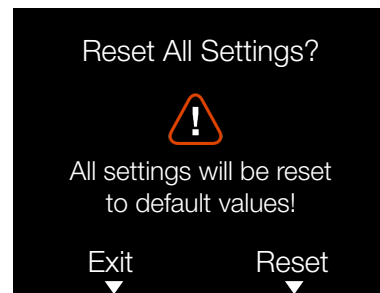 Reset All Settings?
!
All settings will be reset
to default values!
Exit Reset